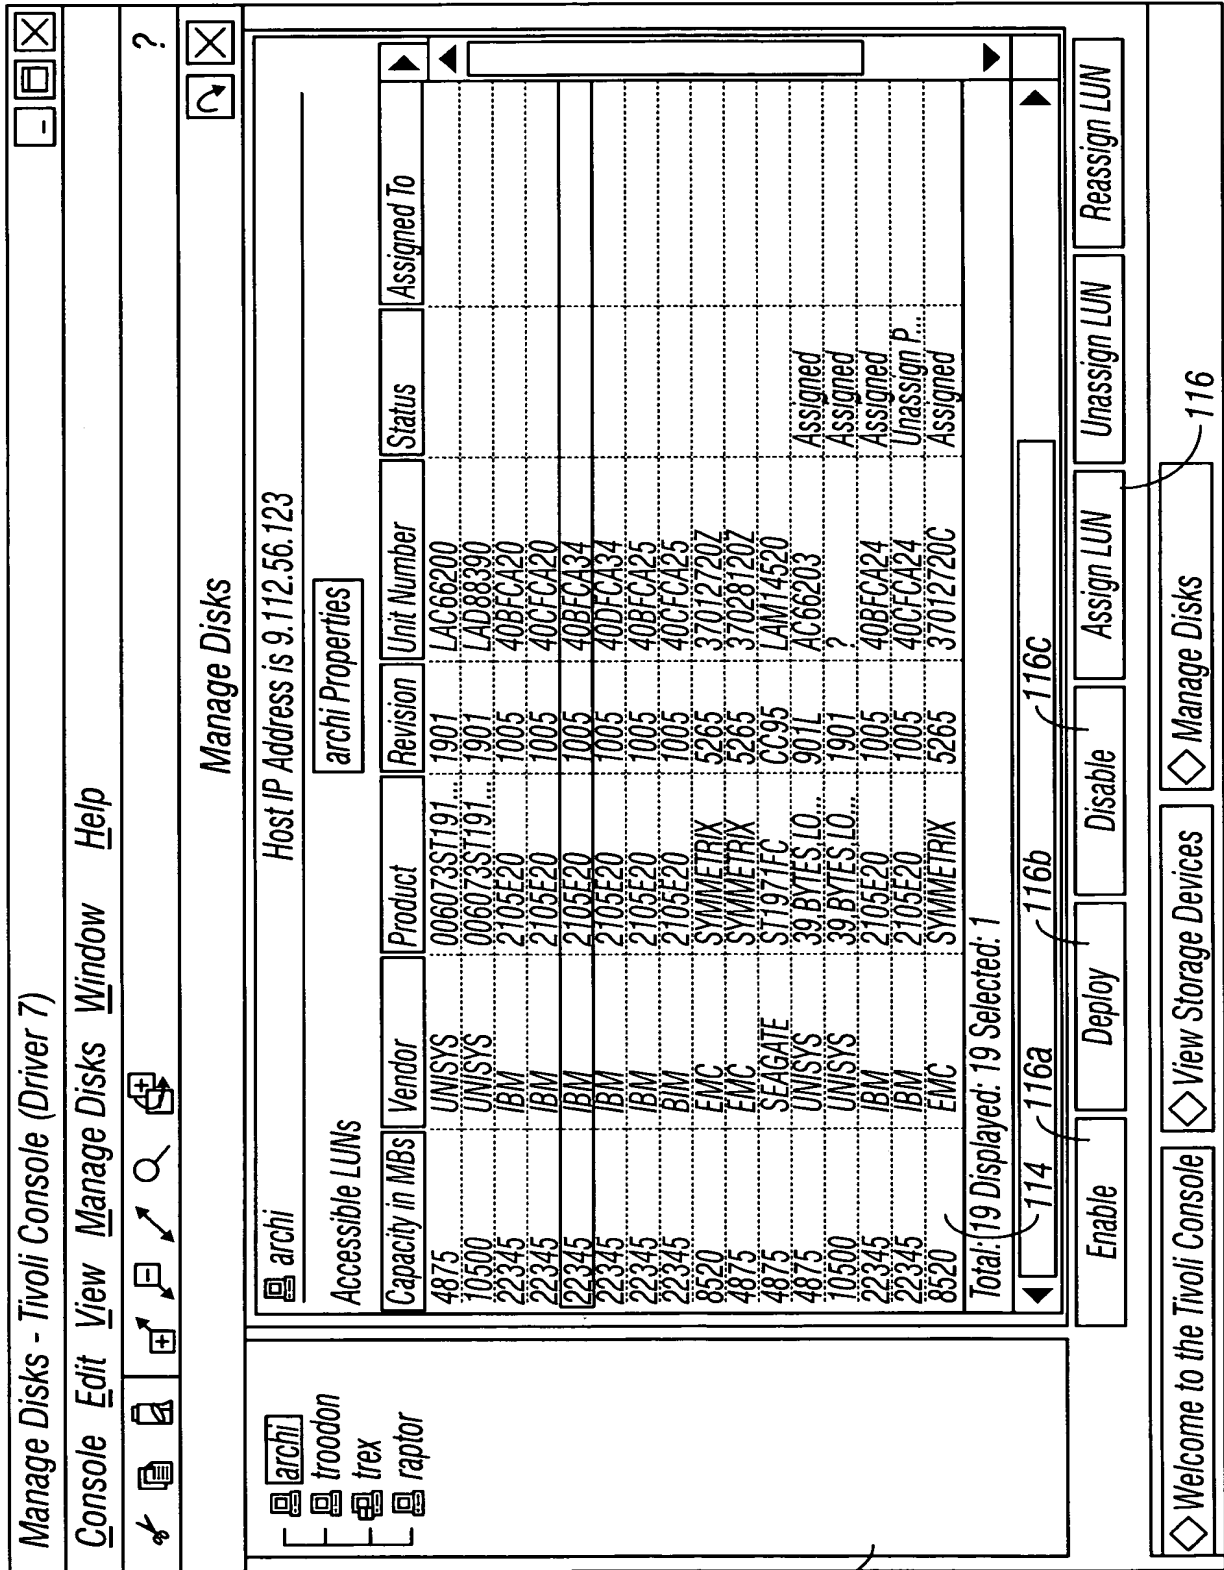 Manage Disks - Tivoli Console (Driver 7)
Console Edit View Manage Disks Window Help
?
Manage Disks
archi
troodon
trex
raptor
archi
Host IP Address is 9.112.56.123
archi Properties
Accessible LUNs
Capacity in MBs Vendor Product Revision Unit Number Status Assigned To
4875 UNISYS 006073ST191... 1901 LAC66200
10500 UNISYS 006073ST191... 1901 LAD88390
22345 IBM 2105E20 1005 40BFCA20
22345 IBM 2105E20 1005 40CFCA20
22345 IBM 2105E20 1005 40BFCA34
22345 IBM 2105E20 1005 40DFCA34
22345 IBM 2105E20 1005 40BFCA25
22345 BM 2105E20 1005 40CFCA25
8520 EMC SYMMETRIX 5265 37012720Z
4875 EMC SYMMETRIX 5265 37028120Z
4875 SEAGATE ST1971FC CC95 LAM14520
4875 UNISYS 39.BYTES.LO... 901L AC66203 Assigned
10500 UNSYS 39.BYTES.LO... 1901 ? Assigned
22345 IBM 2105E20 1005 40BFCA24 Assigned
22345 IBM 2105E20 1005 40CFCA24 Unassign P...
8520 EMC SYMMETRIX 5265 37012720C Assigned
Total: 19 Displayed: 19 Selected: 1
114 116a 116b 116c
Enable Deploy Disable Assign LUN Unassign LUN Reassign LUN
116
Welcome to the Tivoli Console View Storage Devices Manage Disks